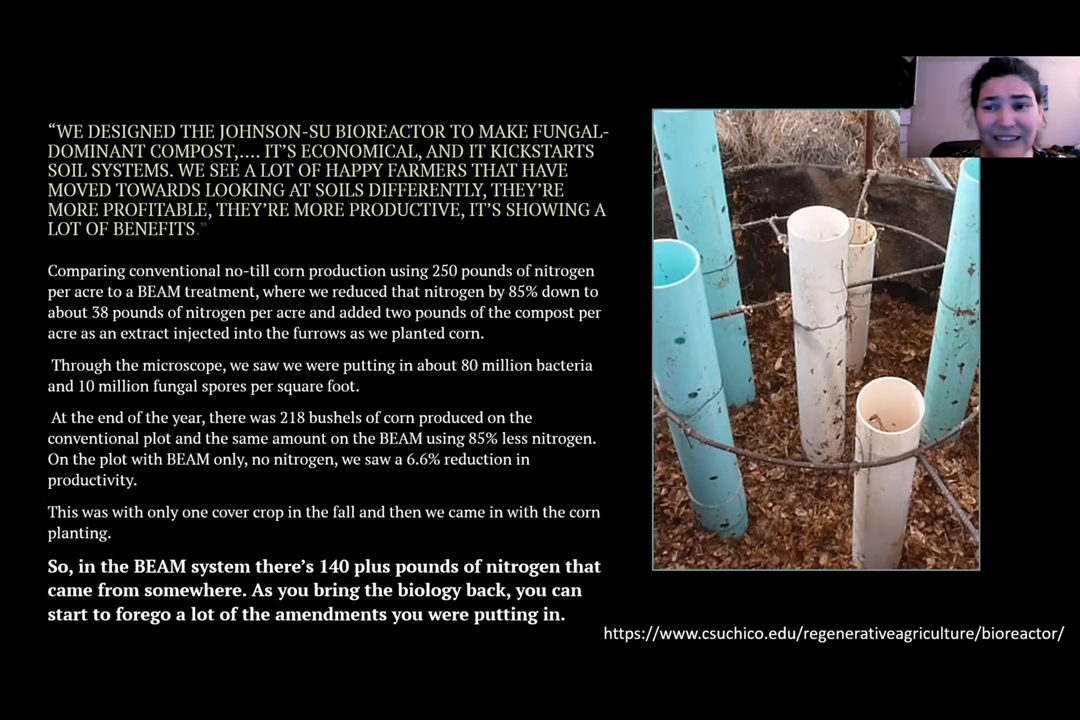 “WE DESIGNED THE JOHNSON-SU BIOREACTOR TO MAKE FUNGAL-
DOMINANT COMPOST,.... IT’S ECONOMICAL, AND IT KICKSTARTS
SOIL SYSTEMS. WE SEE A LOT OF HAPPY FARMERS THAT HAVE
MOVED TOWARDS LOOKING AT SOILS DIFFERENTLY, THEY’RE
MORE PROFITABLE, THEY’RE MORE PRODUCTIVE, IT’S SHOWING A
LOT OF BENEFITS.”
Comparing conventional no-till corn production using 250 pounds of nitrogen
per acre to a BEAM treatment, where we reduced that nitrogen by 85% down to
about 38 pounds of nitrogen per acre and added two pounds of the compost per
acre as an extract injected into the furrows as we planted corn.
Through the microscope, we saw we were putting in about 80 million bacteria
and 10 million fungal spores per square foot.
At the end of the year, there was 218 bushels of corn produced on the
conventional plot and the same amount on the BEAM using 85% less nitrogen.
On the plot with BEAM only, no nitrogen, we saw a 6.6% reduction in
productivity.
This was with only one cover crop in the fall and then we came in with the corn
planting.
So, in the BEAM system there’s 140 plus pounds of nitrogen that
came from somewhere. As you bring the biology back, you can
start to forego a lot of the amendments you were putting in.
https://www.csuchico.edu/regenerativeagriculture/bioreactor/